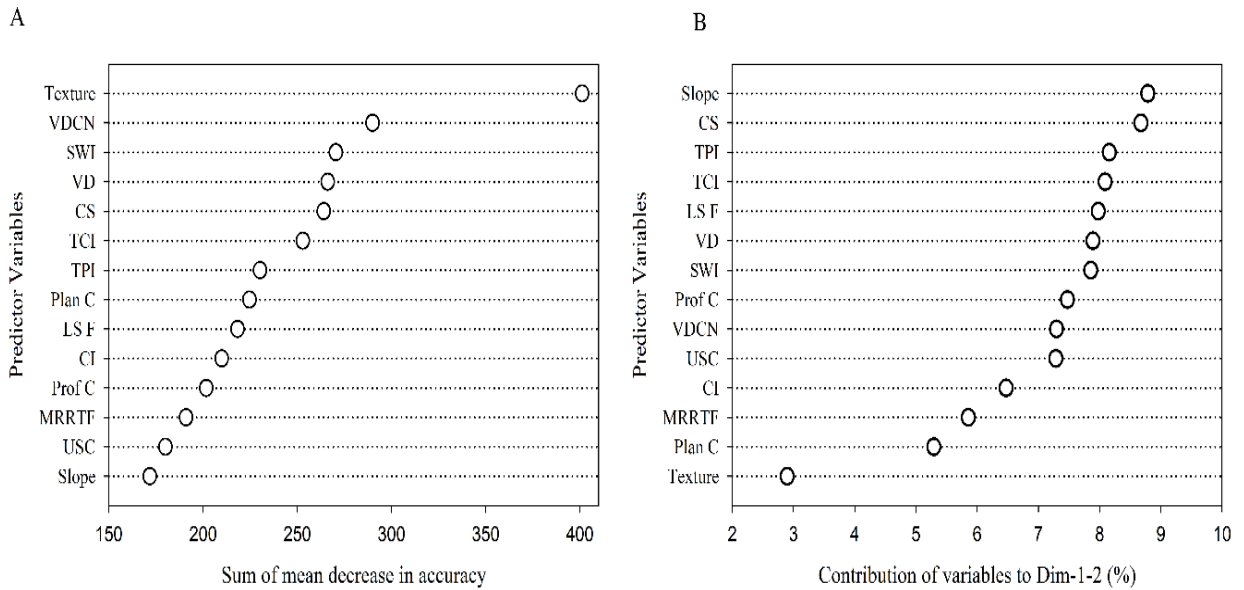 A
Predictor Variables
Texture
VDCN
SWI
VD
CS
TCI
TPI
Plan C
LS F
CI
Prof C
MRRTF
USC
Slope
150 200 250 300 350 400
Sum of mean decrease in accuracy
B
Predictor Variables
Slope
CS
TPI
TCI
LS F
VD
SWI
Prof C
VDCN
USC
CI
MRRTF
Plan C
Texture
2 3 4 5 6 7 8 9 10
Contribution of variables to Dim-1-2 (%)